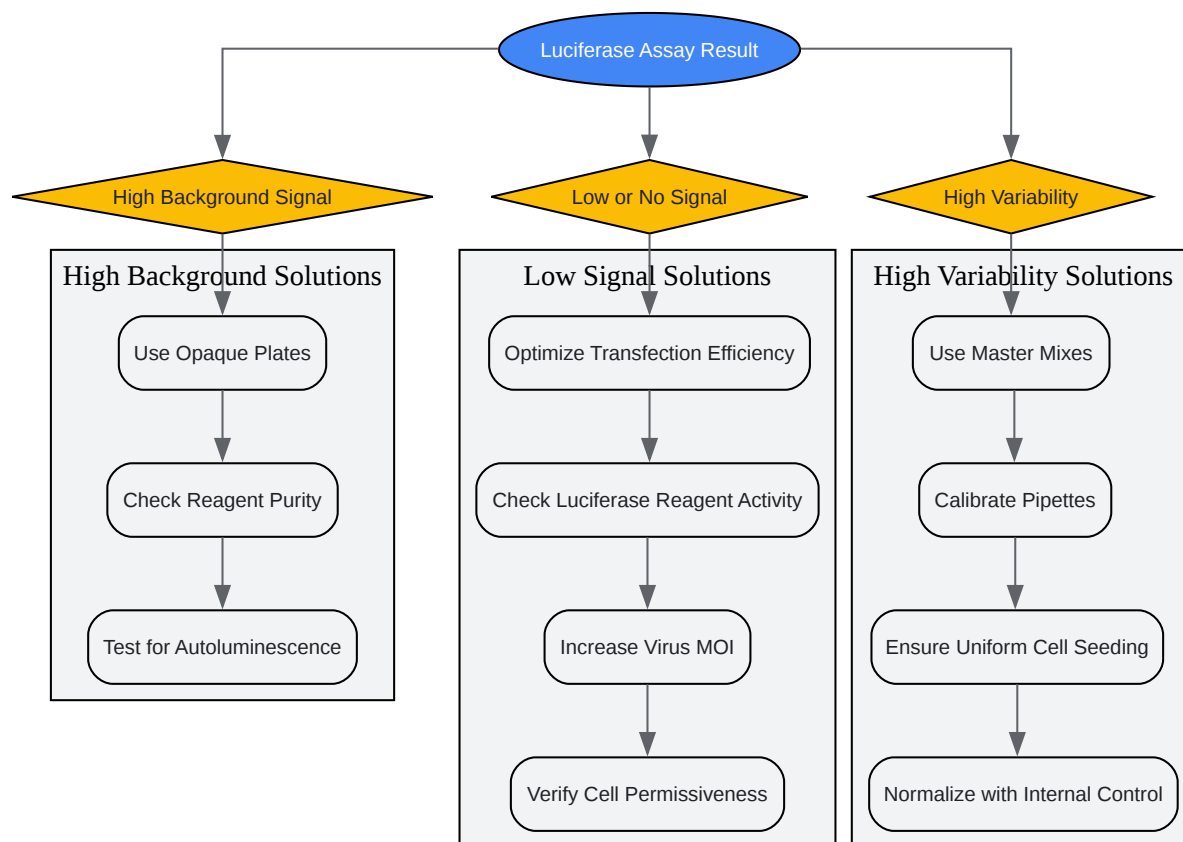 Luciferase Assay Result
High Background Signal
Low or No Signal
High Variability
High Background Solutions
Use Opaque Plates
Check Reagent Purity
Test for Autoluminescence
Low Signal Solutions
Optimize Transfection Efficiency
Check Luciferase Reagent Activity
Increase Virus MOI
Verify Cell Permissiveness
High Variability Solutions
Use Master Mixes
Calibrate Pipettes
Ensure Uniform Cell Seeding
Normalize with Internal Control